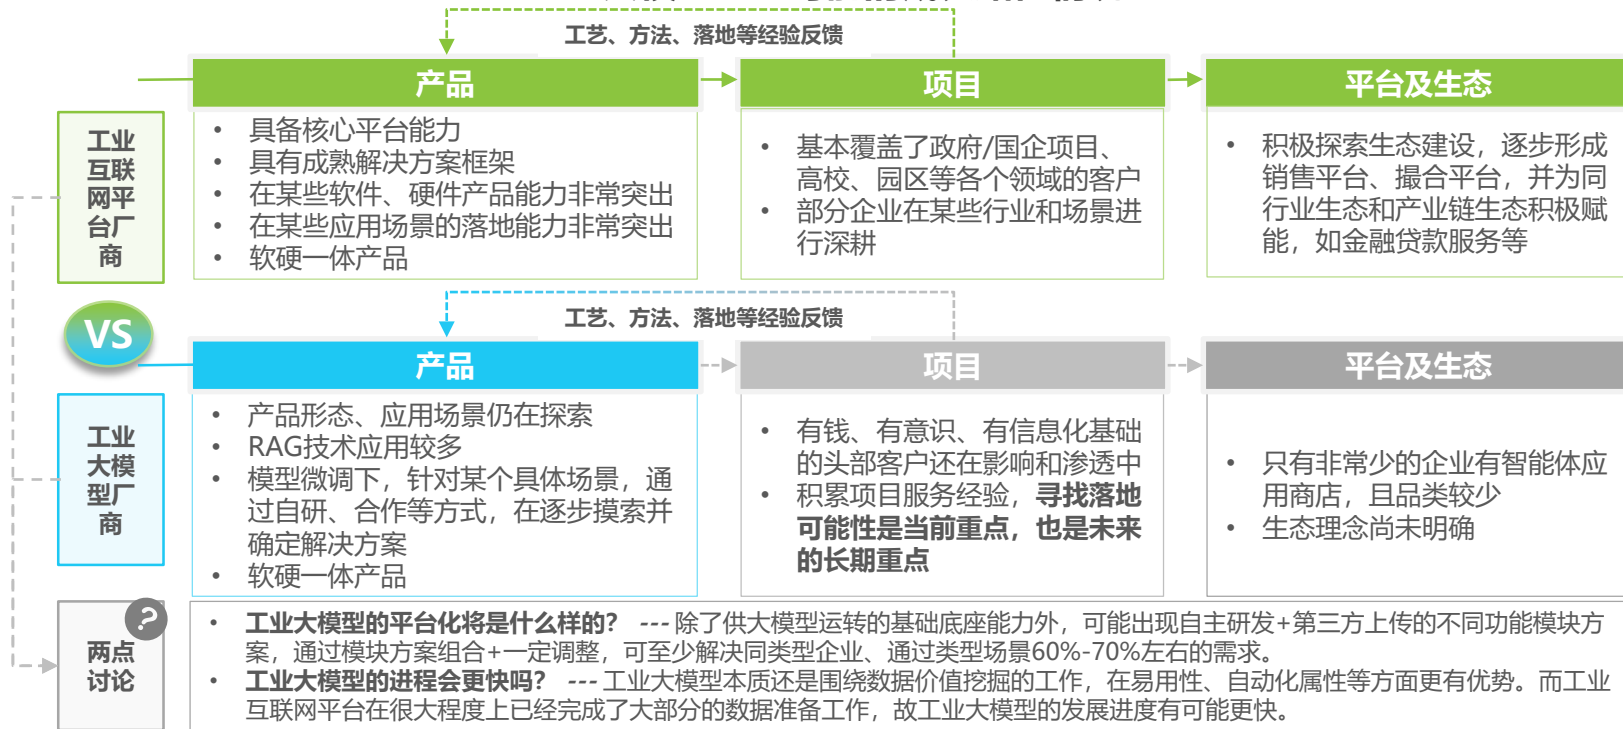 工艺、方法、落地等经验反馈
产品
项目
平台及生态
工业
互联
网平
台厂
商
• 具备核心平台能力
• 具有成熟解决方案框架
• 在某些软件、硬件产品能力非常突出
• 在某些应用场景的落地能力非常突出
• 软硬一体产品
• 基本覆盖了政府/国企项目、
高校、园区等各个领域的客户
• 部分企业在某些行业和场景进
行深耕
• 积极探索生态建设，逐步形成
销售平台、撮合平台，并为同
行业生态和产业链生态积极赋
能，如金融贷款服务等
VS
工艺、方法、落地等经验反馈
产品
项目
平台及生态
工业
大模
型厂
商
• 产品形态、应用场景仍在探索
• RAG技术应用较多
• 模型微调下，针对某个具体场景，通
过自研、合作等方式，在逐步摸索并
确定解决方案
• 软硬一体产品
• 有钱、有意识、有信息化基础
的头部客户还在影响和渗透中
• 积累项目服务经验，寻找落地
可能性是当前重点，也是未来
的长期重点
• 只有非常少的企业有智能体应
用商店，且品类较少
• 生态理念尚未明确
?
两点
讨论
• 工业大模型的平台化将是什么样的？ --- 除了供大模型运转的基础底座能力外，可能出现自主研发+第三方上传的不同功能模块方
案，通过模块方案组合+一定调整，可至少解决同类型企业、通过类型场景60%-70%左右的需求。
• 工业大模型的进程会更快吗？ --- 工业大模型本质还是围绕数据价值挖掘的工作，在易用性、自动化属性等方面更有优势。而工业
互联网平台在很大程度上已经完成了大部分的数据准备工作，故工业大模型的发展进度有可能更快。